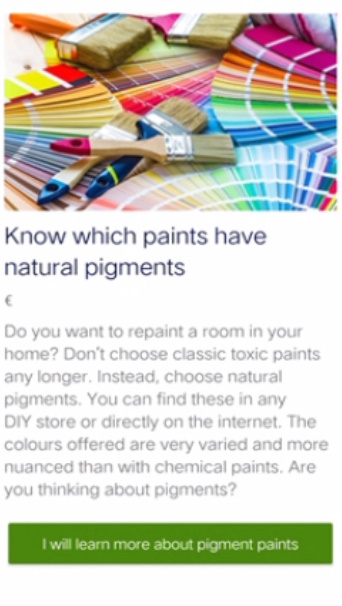 Know which paints have
natural pigments
€
Do you want to repaint a room in your
home? Don't choose classic toxic paints
any longer. Instead, choose natural
pigments. You can find these in any
DIY store or directly on the internet. The
colours offered are very varied and more
nuanced than with chemical paints. Are
you thinking about pigments?
I will learn more about pigment paints